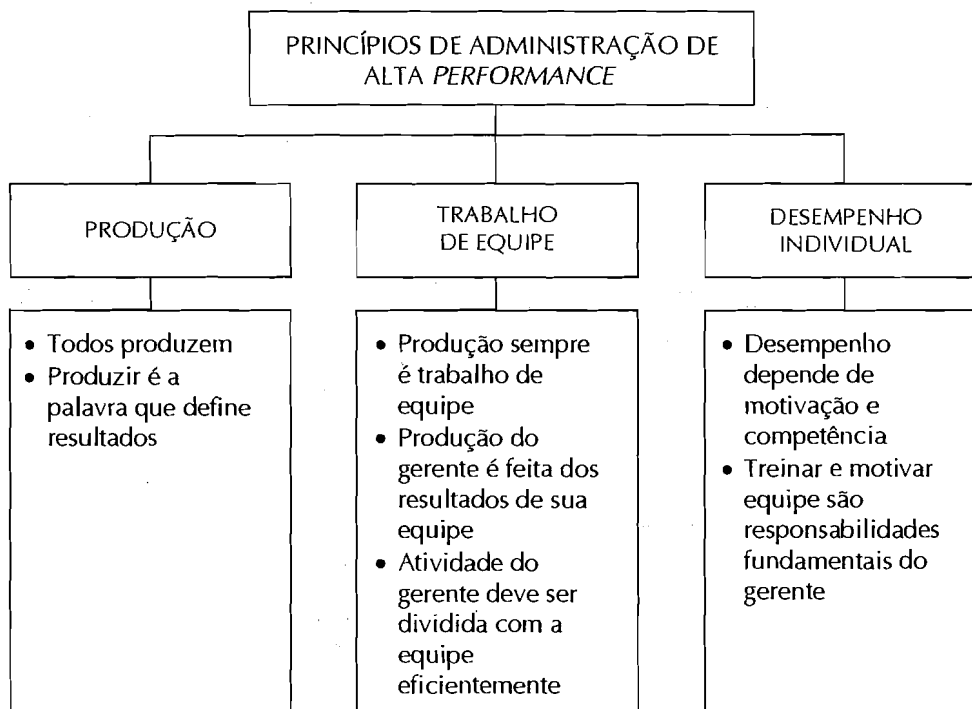 PRINCÍPIOS DE ADMINISTRAÇÃO DE
ALTA PERFORMANCE
PRODUÇÃO
• Todos produzem
• Produzir é a
palavra que define
resultados
TRABALHO
DE EQUIPE
• Produção sempre
é trabalho de
equipe
• Produção do
gerente é feita dos
resultados de sua
equipe
• Atividade do
gerente deve ser
dividida com a
equipe
eficientemente
DESEMPENHO
INDIVIDUAL
• Desempenho
depende de
motivação e
competência
• Treinar e motivar
equipe são
responsabilidades
fundamentais do
gerente